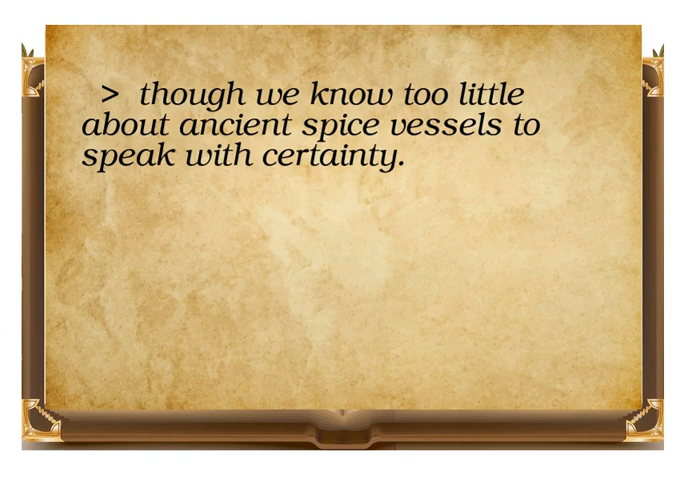 > though we know too little
about ancient spice vessels to
speak with certainty.